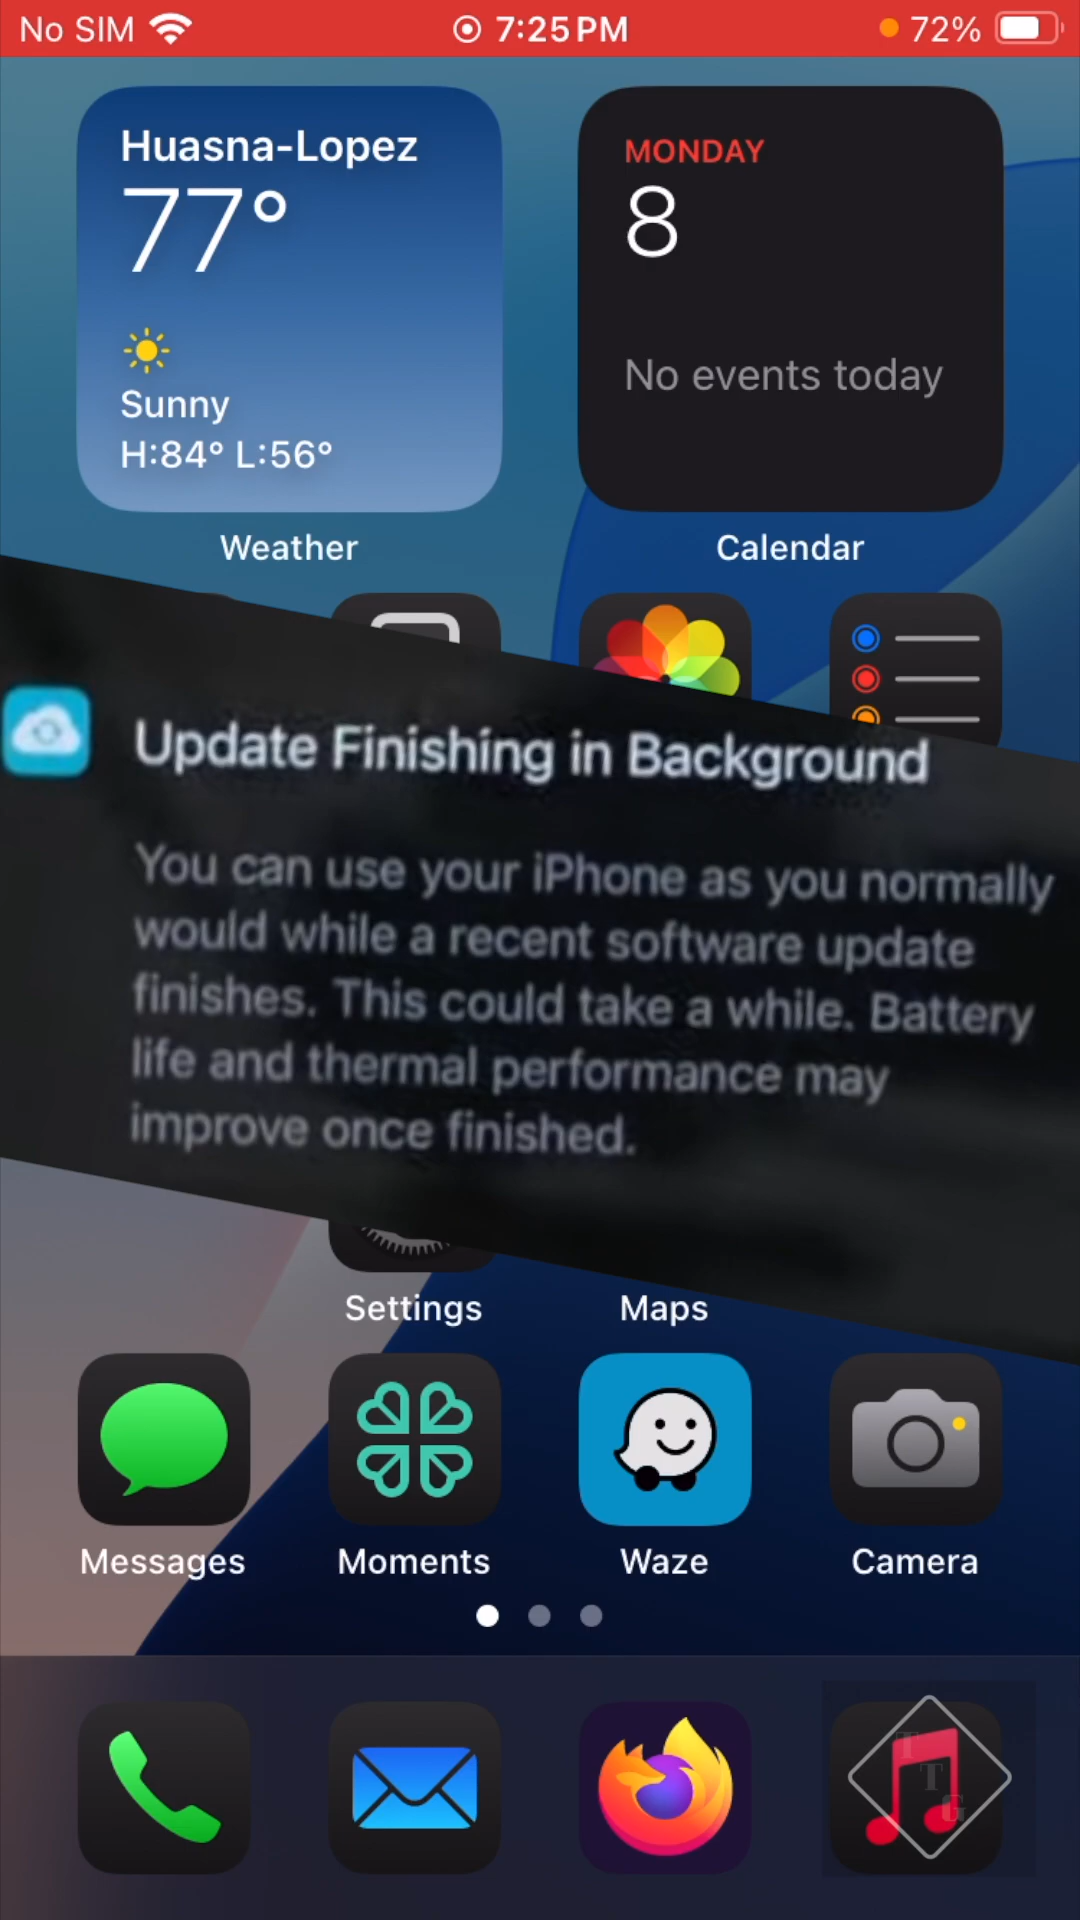 No SIM 7:25 PM 72%
Huasna-Lopez
77°
Sunny
H:84° L:56°
Weather
MONDAY
8
No events today
Calendar
Update Finishing in Background
You can use your iPhone as you normally
would while a recent software update
finishes. This could take a while. Battery
life and thermal performance may
improve once finished.
Settings Maps
Messages Moments Waze Camera
T
T
G